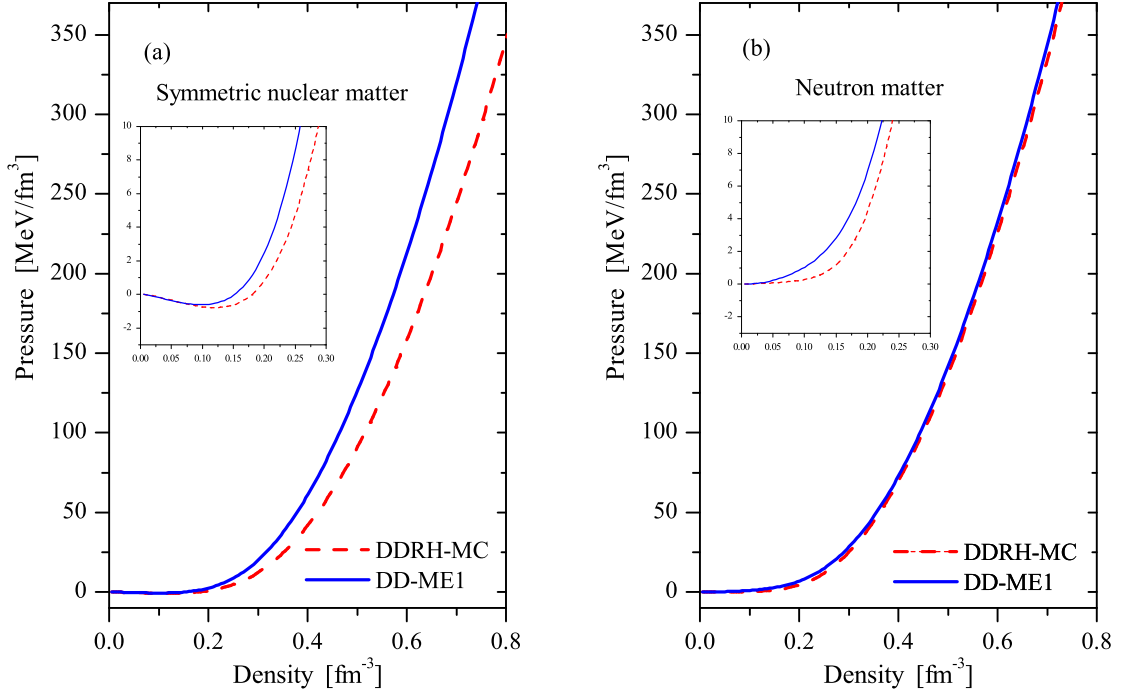 (a)
Symmetric nuclear matter
Pressure [MeV/fm³]
350
300
250
200
150
100
50
0
10
8
6
4
2
0
-2
0.00 0.05 0.10 0.15 0.20 0.25 0.30
DDRH-MC
DD-ME1
0.0 0.2 0.4 0.6 0.8
Density [fm⁻³]
(b)
Neutron matter
Pressure [MeV/fm³]
350
300
250
200
150
100
50
0
10
8
6
4
2
0
-2
0.00 0.05 0.10 0.15 0.20 0.25 0.30
DDRH-MC
DD-ME1
0.0 0.2 0.4 0.6 0.8
Density [fm⁻³]